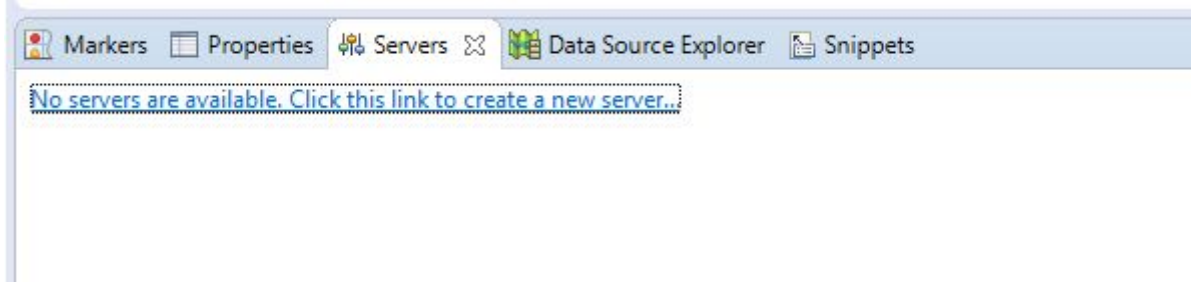 Markers Properties Servers Data Source Explorer Snippets
No servers are available. Click this link to create a new server...